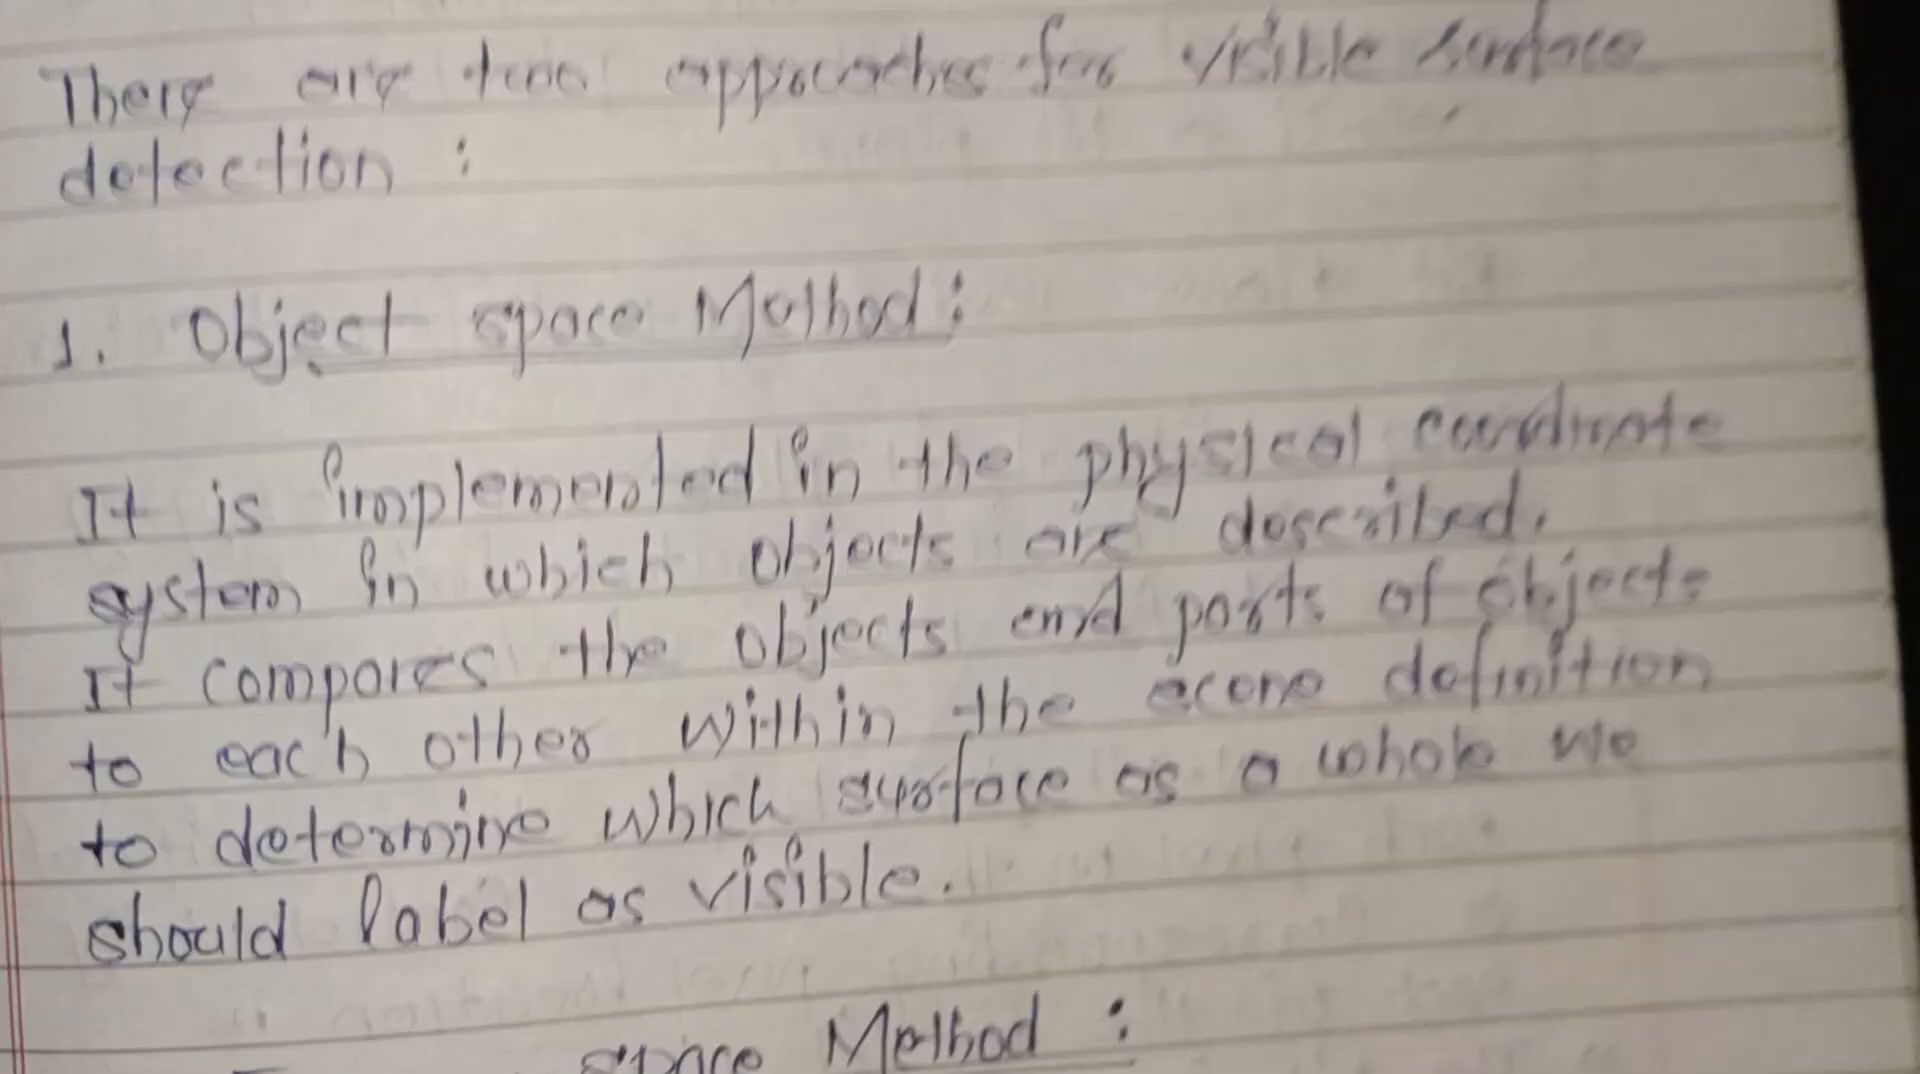 There are two approaches for visible surface
detection :
1. Object space Method :
It is implemented in the physical coordinate
system in which objects are described.
It compares the objects and parts of objects
to each other within the scene definition
to determine which surface as a whole we
should label as visible.
space Method :